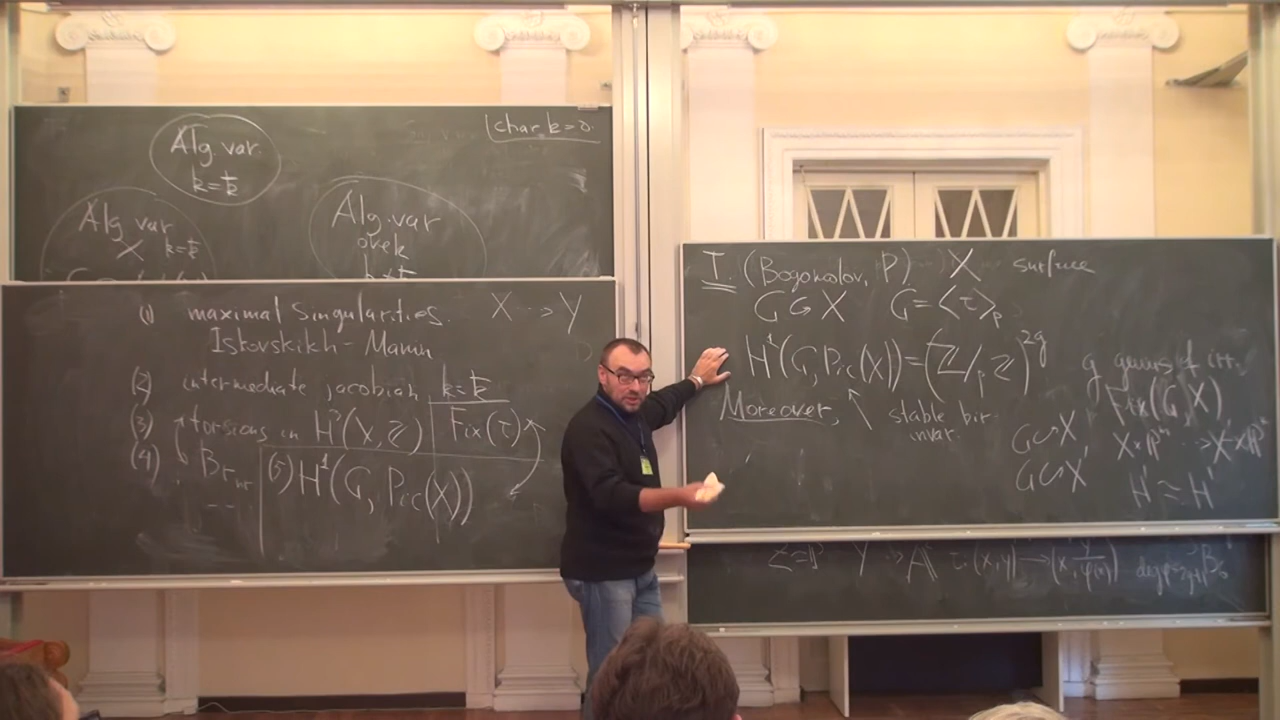 char k=0.
Alg. var.
k=k̄
Alg. var
X k=k̄
Alg. var
over k
k≠k̄
(1) maximal singularities. X ⇢ Y
Iskovskikh - Manin
(2) intermediate jacobian k=k̄
(3) torsions in H³(X, ℤ) Fix(τ)
(4) Br_nr (5) H¹(G, Pic(X))
I. (Bogomolov, P) X surface
G G X G=⟨τ⟩_p
H¹(G, Pic(X)) = (ℤ/pℤ)^{2g}
g genus of irr.
Fix(G, X)
Moreover, stable bir.
invar.
G X X×ℙⁿ ⇢ X'×ℙⁿ
G X' H¹ ≃ H¹
Y τ:(x,y)→(x, y/φ(x))